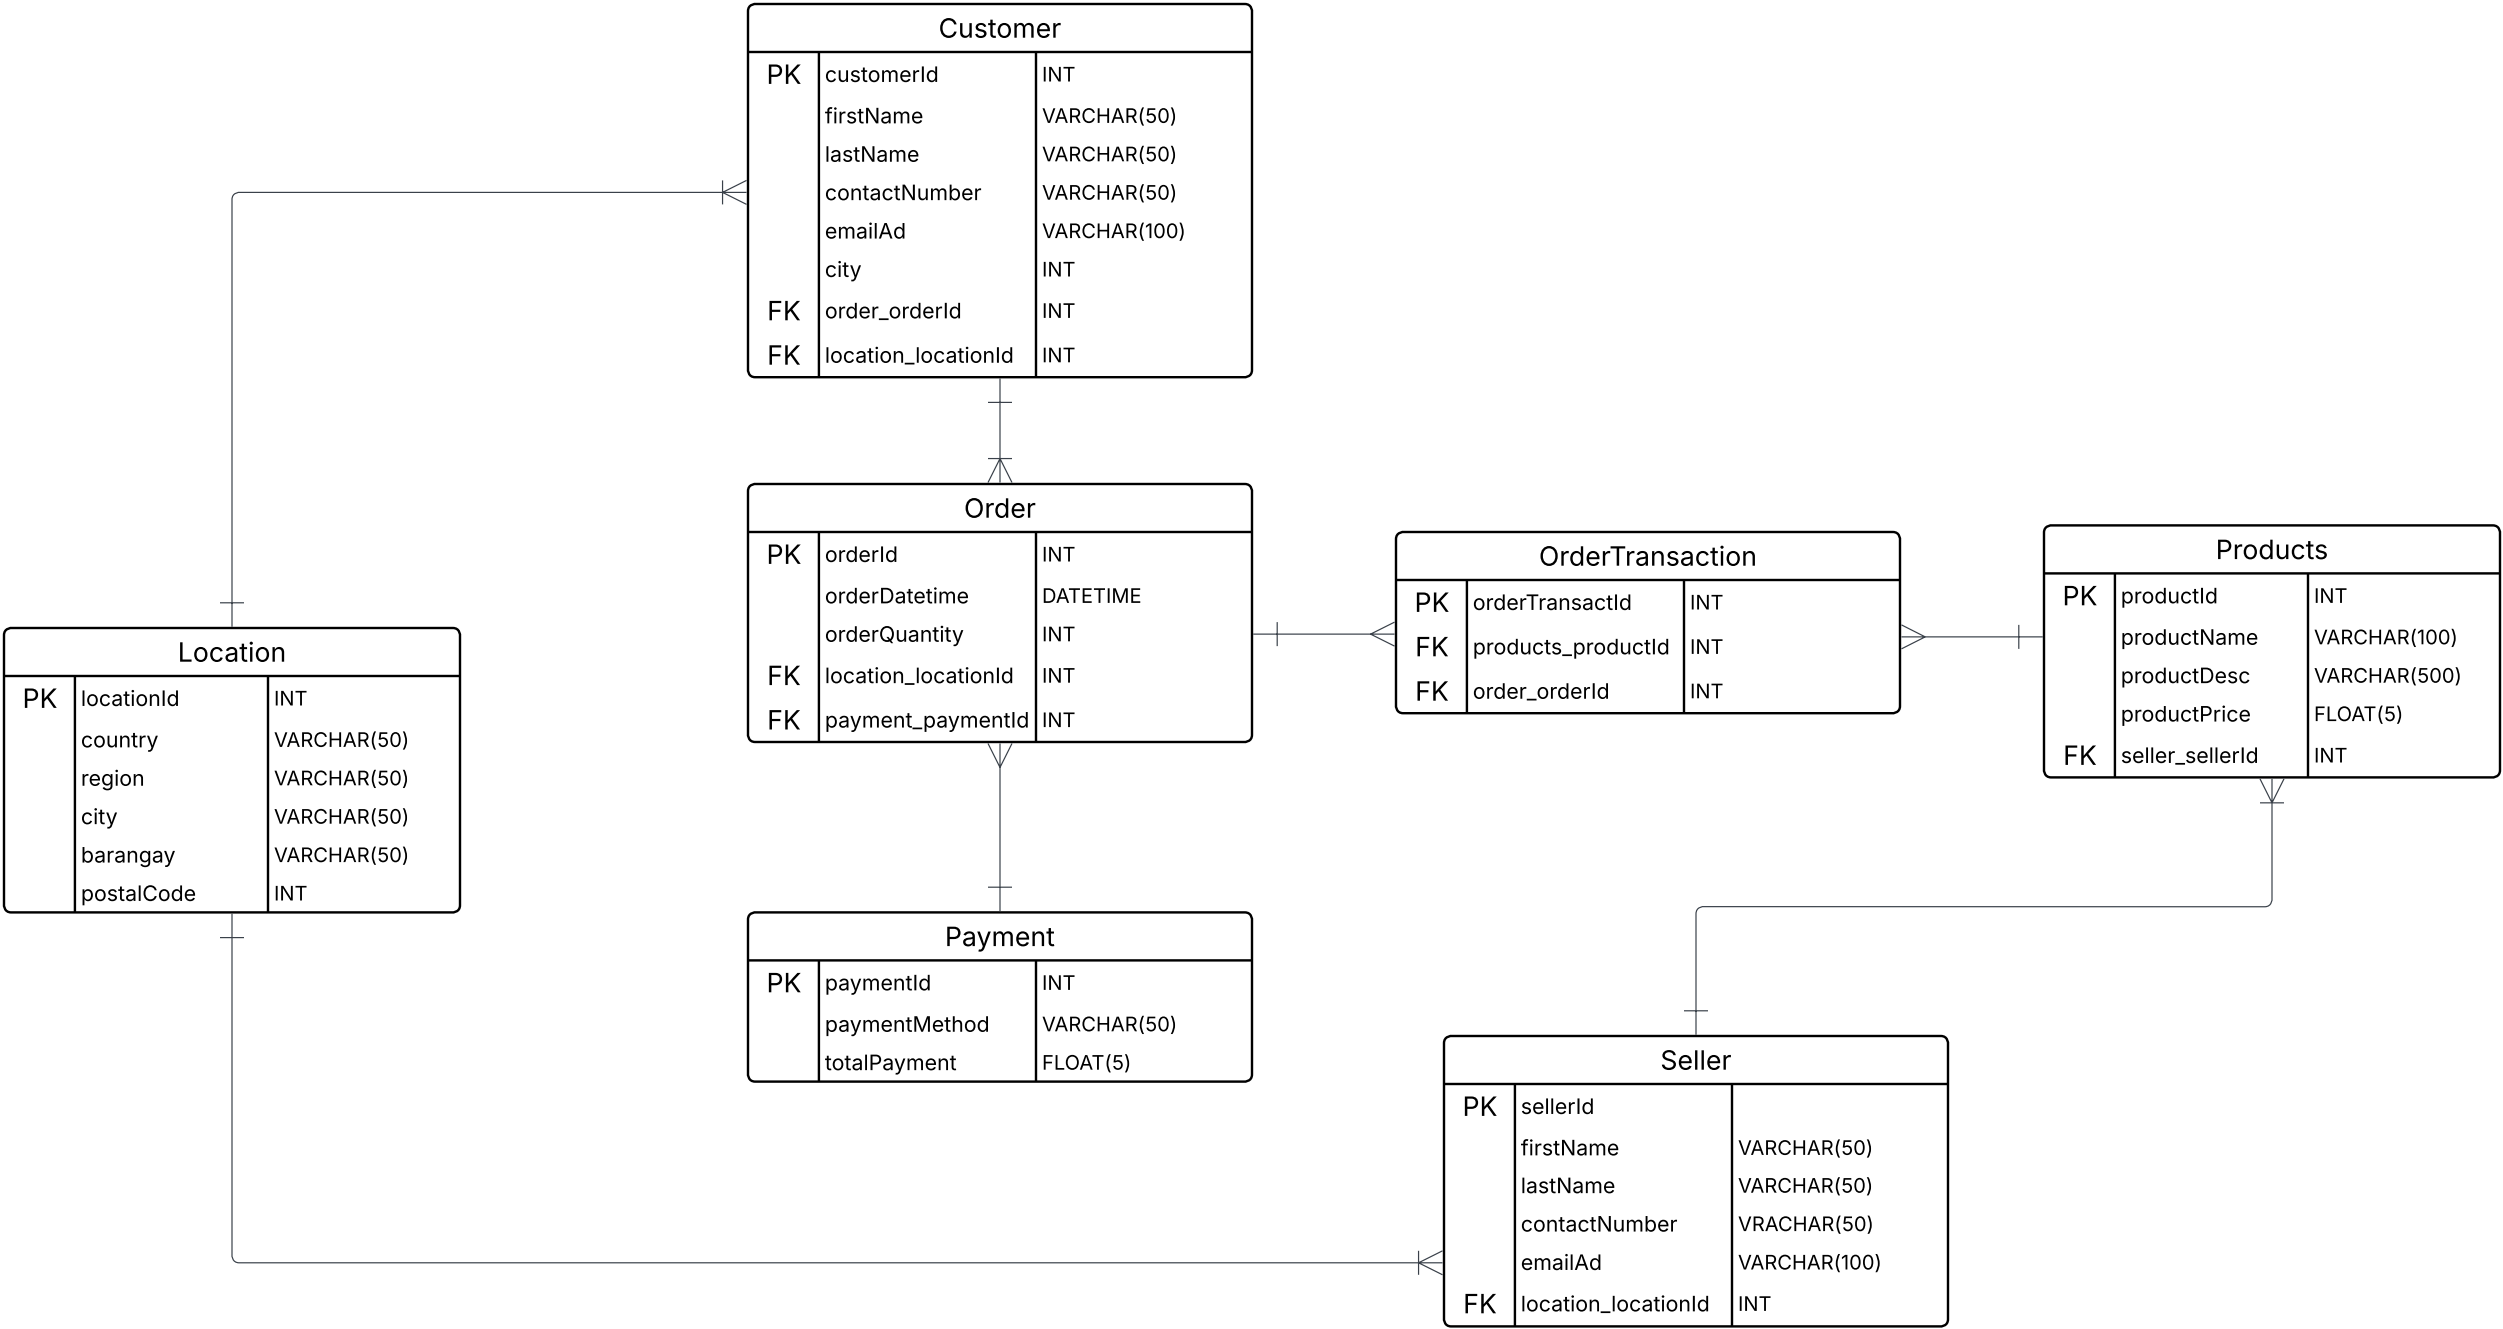 Customer
PK customerId INT
firstName VARCHAR(50)
lastName VARCHAR(50)
contactNumber VARCHAR(50)
emailAd VARCHAR(100)
city INT
FK order_orderId INT
FK location_locationId INT
Order
PK orderId INT
orderDatetime DATETIME
orderQuantity INT
FK location_locationId INT
FK payment_paymentId INT
OrderTransaction
PK orderTransactId INT
FK products_productId INT
FK order_orderId INT
Products
PK productId INT
productName VARCHAR(100)
productDesc VARCHAR(500)
productPrice FLOAT(5)
FK seller_sellerId INT
Location
PK locationId INT
country VARCHAR(50)
region VARCHAR(50)
city VARCHAR(50)
barangay VARCHAR(50)
postalCode INT
Payment
PK paymentId INT
paymentMethod VARCHAR(50)
totalPayment FLOAT(5)
Seller
PK sellerId
firstName VARCHAR(50)
lastName VARCHAR(50)
contactNumber VRACHAR(50)
emailAd VARCHAR(100)
FK location_locationId INT